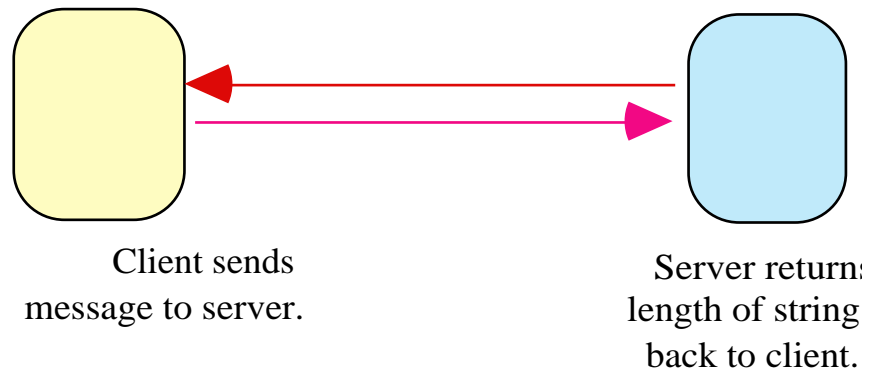 Client sends
message to server.
Server returns
length of string
back to client.